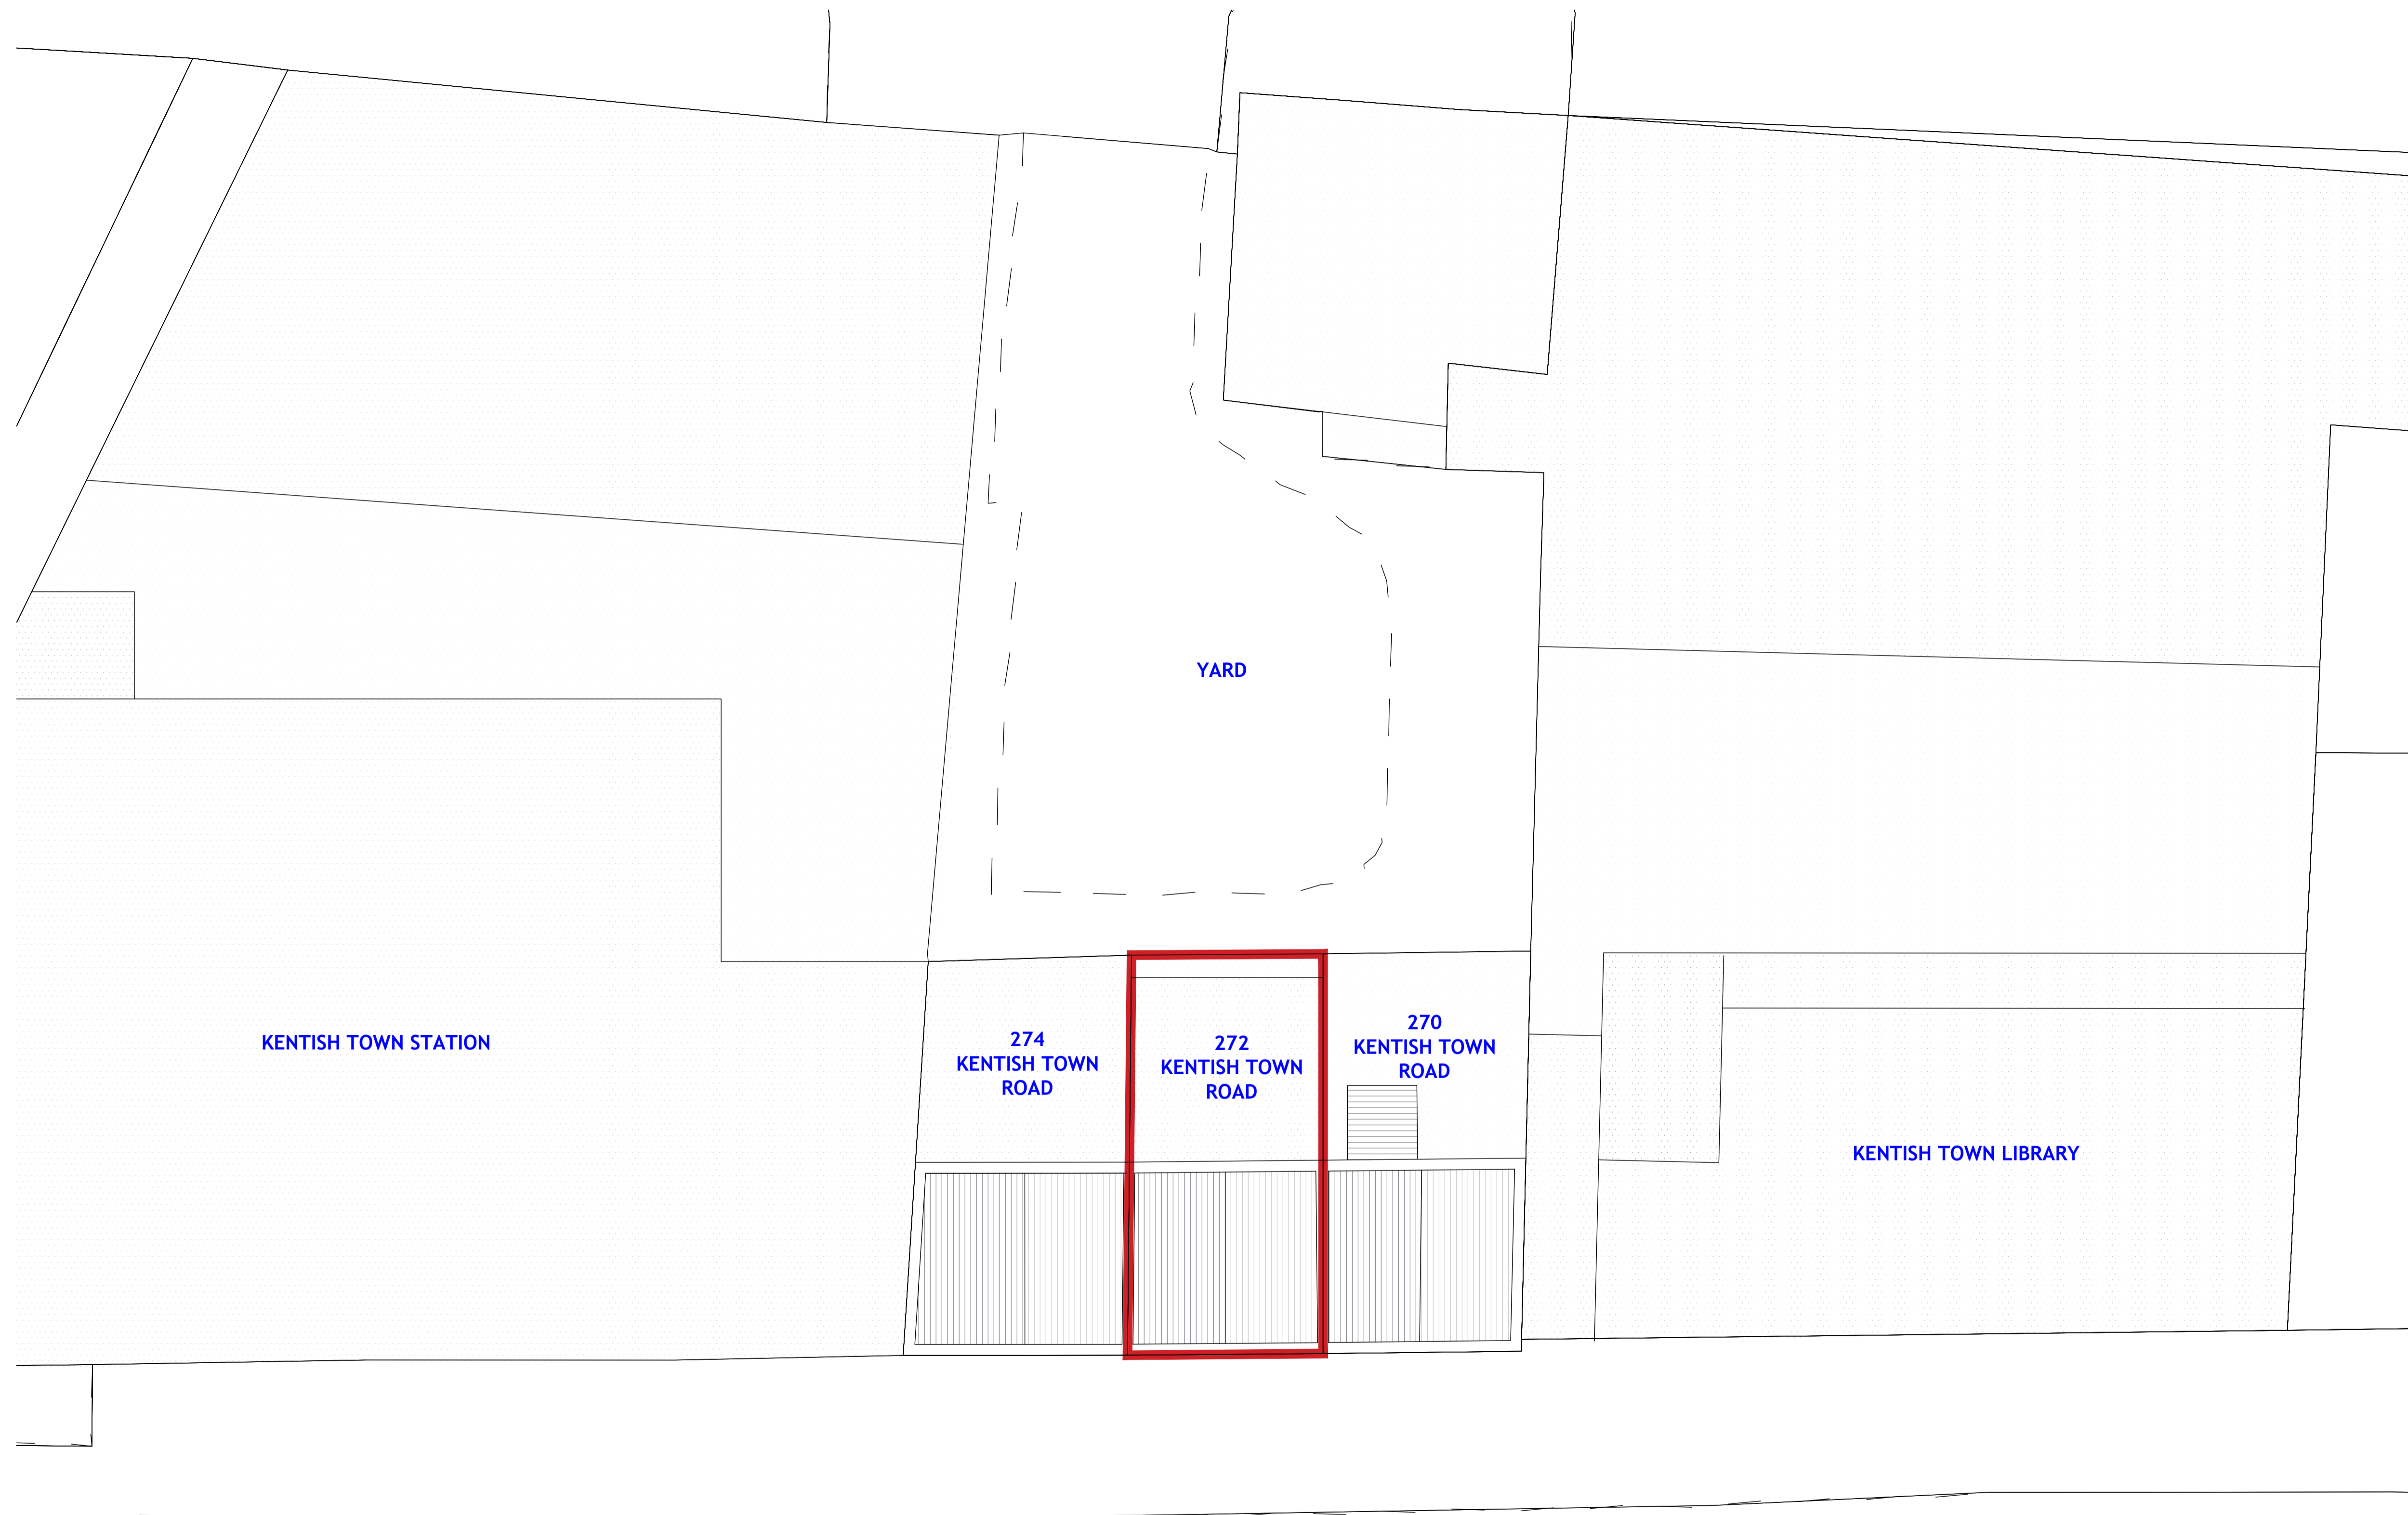 YARD
KENTISH TOWN STATION
274
KENTISH TOWN
ROAD
272
KENTISH TOWN
ROAD
270
KENTISH TOWN
ROAD
KENTISH TOWN LIBRARY